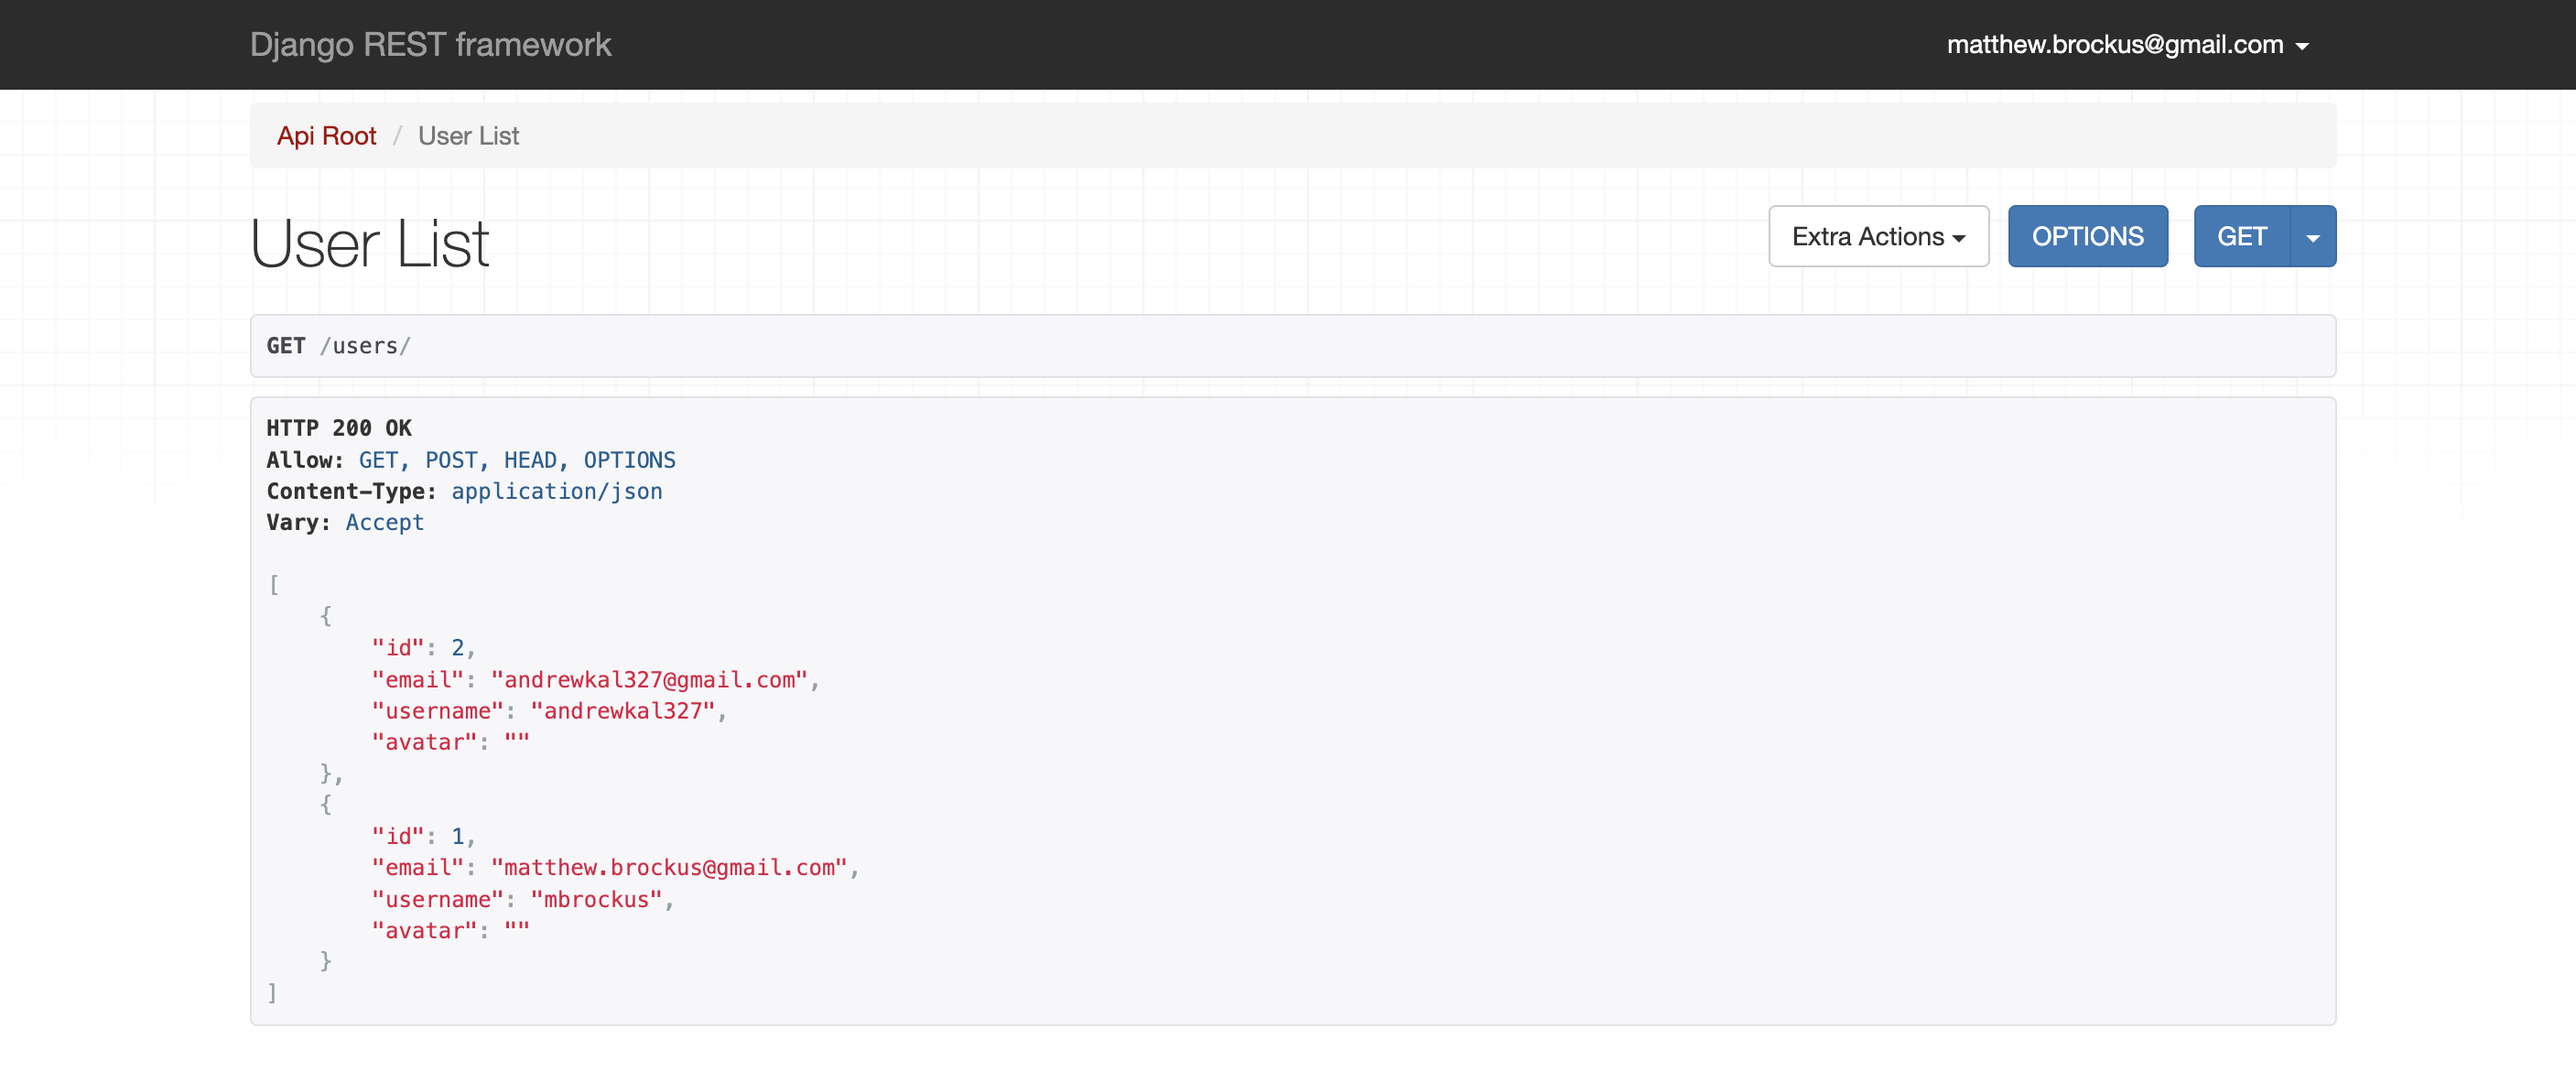 Django REST framework
matthew.brockus@gmail.com
Api Root / User List
User List
Extra Actions
OPTIONS
GET
GET /users/
HTTP 200 OK
Allow: GET, POST, HEAD, OPTIONS
Content-Type: application/json
Vary: Accept
[
    {
        "id": 2,
        "email": "andrewkal327@gmail.com",
        "username": "andrewkal327",
        "avatar": ""
    },
    {
        "id": 1,
        "email": "matthew.brockus@gmail.com",
        "username": "mbrockus",
        "avatar": ""
    }
]